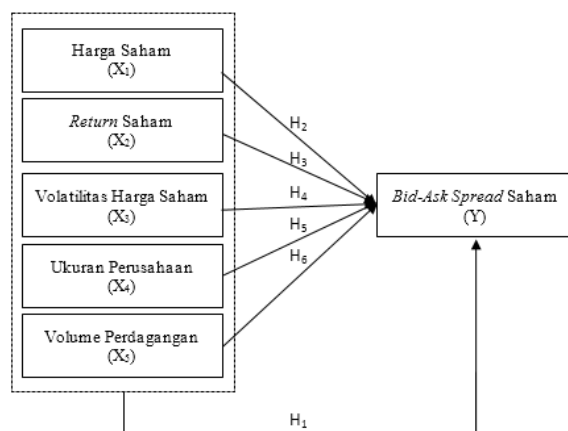 Harga Saham
(X₁)
H₂
Return Saham
(X₂)
H₃
Volatilitas Harga Saham
(X₃)
H₄
Bid-Ask Spread Saham
(Y)
H₅
Ukuran Perusahaan
(X₄)
H₆
Volume Perdagangan
(X₅)
H₁